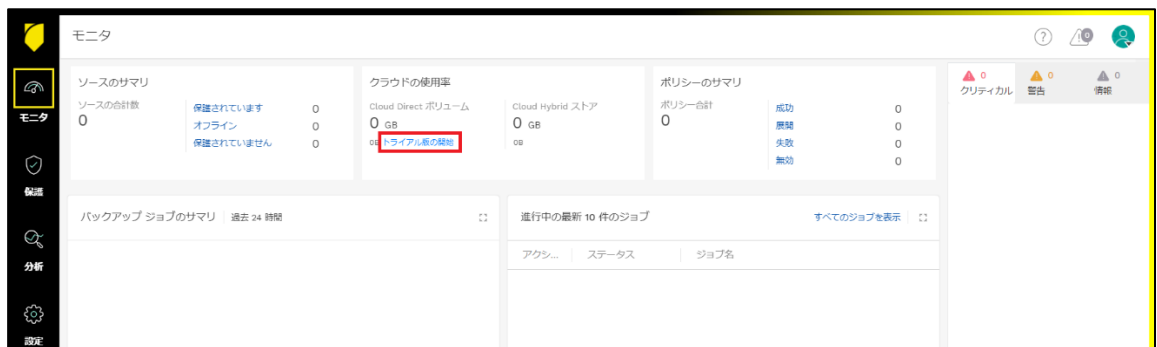 モニタ
?
0
モニタ
保護
分析
設定
ソースのサマリ
ソースの合計数
0
保護されています 0
オフライン 0
保護されていません 0
クラウドの使用率
Cloud Direct ボリューム
0 GB
0B トライアル版の開始
Cloud Hybrid ストア
0 GB
0B
ポリシーのサマリ
ポリシー合計
0
成功 0
展開 0
失敗 0
無効 0
0
クリティカル
0
警告
0
情報
バックアップ ジョブのサマリ 過去 24 時間
進行中の最新 10 件のジョブ すべてのジョブを表示
アクシ... ステータス ジョブ名